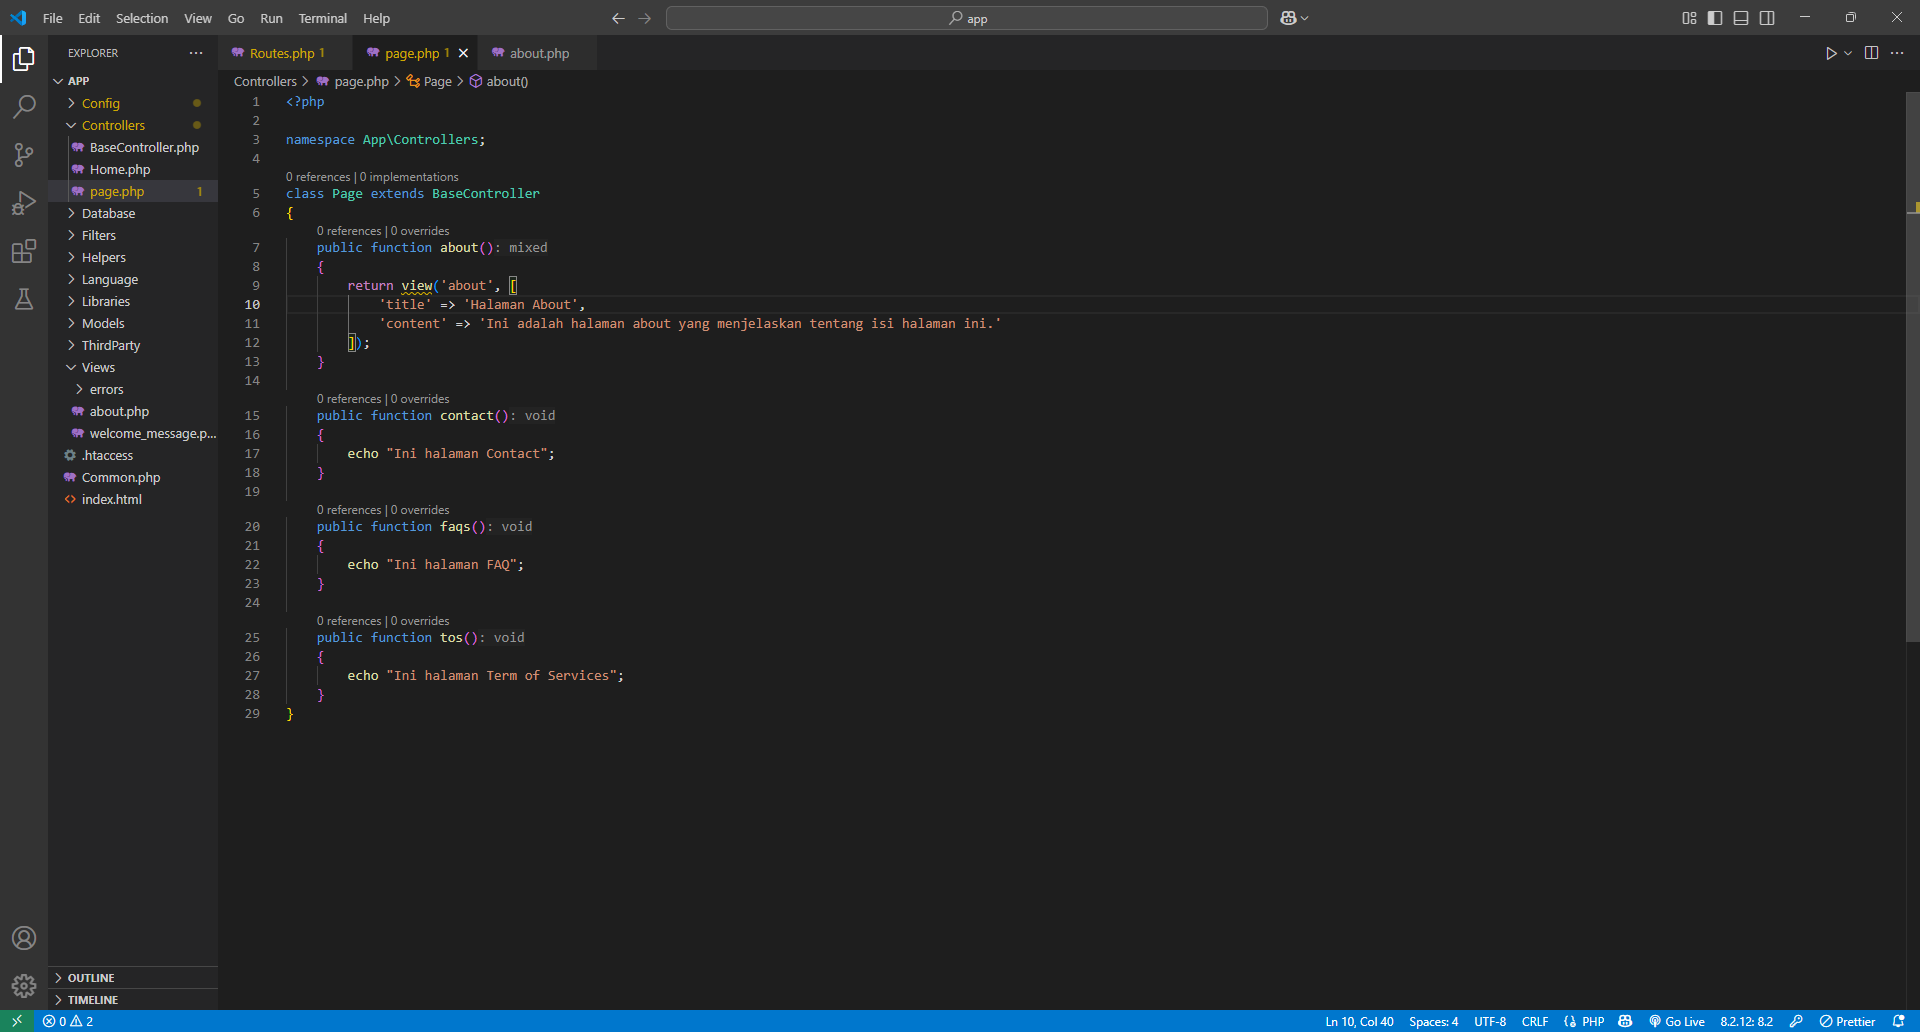 File Edit Selection View Go Run Terminal Help
app
EXPLORER
Routes.php 1
page.php 1
about.php
APP
Config
Controllers
BaseController.php
Home.php
page.php 1
Database
Filters
Helpers
Language
Libraries
Models
ThirdParty
Views
errors
about.php
welcome_message.p...
.htaccess
Common.php
index.html
OUTLINE
TIMELINE
Controllers > page.php > Page > about()
1 <?php
2
3 namespace App\Controllers;
4
0 references | 0 implementations
5 class Page extends BaseController
6 {
0 references | 0 overrides
7 public function about(): mixed
8 {
9 return view('about', [
10 'title' => 'Halaman About',
11 'content' => 'Ini adalah halaman about yang menjelaskan tentang isi halaman ini.'
12 ]);
13 }
14
0 references | 0 overrides
15 public function contact(): void
16 {
17 echo "Ini halaman Contact";
18 }
19
0 references | 0 overrides
20 public function faqs(): void
21 {
22 echo "Ini halaman FAQ";
23 }
24
0 references | 0 overrides
25 public function tos(): void
26 {
27 echo "Ini halaman Term of Services";
28 }
29 }
0 2
Ln 10, Col 40 Spaces: 4 UTF-8 CRLF {} PHP Go Live 8.2.12: 8.2 Prettier